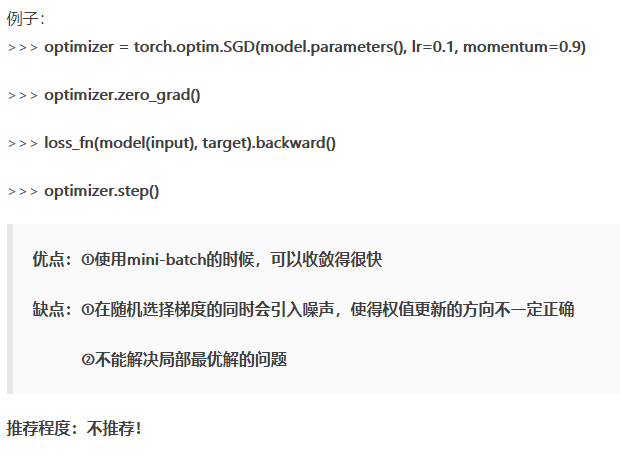 例子：
>>> optimizer = torch.optim.SGD(model.parameters(), lr=0.1, momentum=0.9)
>>> optimizer.zero_grad()
>>> loss_fn(model(input), target).backward()
>>> optimizer.step()
优点：①使用mini-batch的时候，可以收敛得很快
缺点：①在随机选择梯度的同时会引入噪声，使得权值更新的方向不一定正确
②不能解决局部最优解的问题
推荐程度：不推荐！